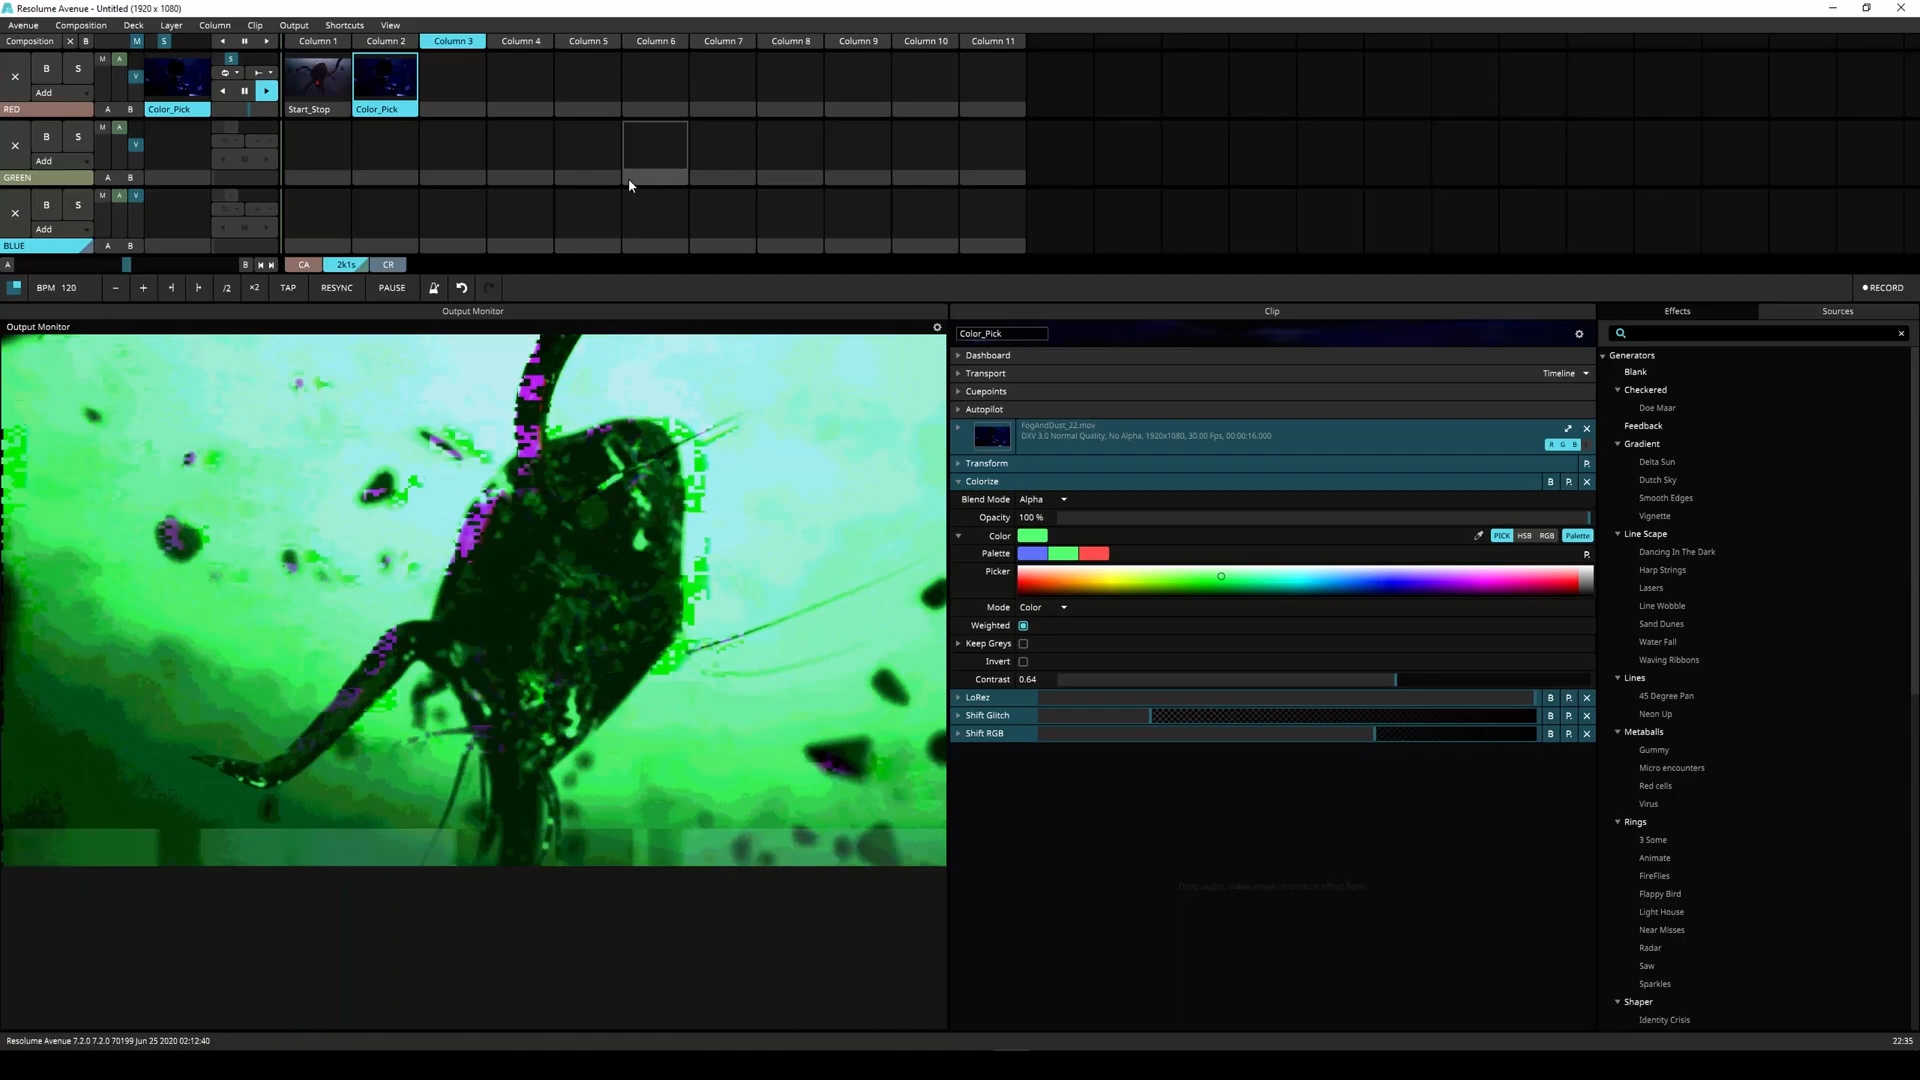 Resolume Avenue - Untitled (1920 x 1080)
Avenue Composition Deck Layer Column Clip Output Shortcuts View
Composition X B M S Column 1 Column 2 Column 3 Column 4 Column 5 Column 6 Column 7 Column 8 Column 9 Column 10 Column 11
B S M A V S
Add
RED A B Color_Pick Start_Stop Color_Pick
B S M A V
Add
GREEN A B
B S M A V
Add
BLUE A B
A B CA 2k1s CR
BPM 120 - + /2 ×2 TAP RESYNC PAUSE RECORD
Output Monitor Clip Effects Sources
Output Monitor
Color_Pick
Dashboard
Transport Timeline
Cuepoints
Autopilot
FogAndDust_22.mov
DXV 3.0 Normal Quality, No Alpha, 1920x1080, 30.00 Fps, 00:00:16.000
R G B
Transform P.
Colorize B P.
Blend Mode Alpha
Opacity 100 %
Color PICK HSB RGB Palette
Palette P.
Picker
Mode Color
Weighted
Keep Greys
Invert
Contrast 0.64
LoRez B P.
Shift Glitch B P.
Shift RGB B P.
Drop audio, video, mask, source or effect here
Generators
Blank
Checkered
Doe Maar
Feedback
Gradient
Delta Sun
Dutch Sky
Smooth Edges
Vignette
Line Scape
Dancing In The Dark
Harp Strings
Lasers
Line Wobble
Sand Dunes
Water Fall
Waving Ribbons
Lines
45 Degree Pan
Neon Up
Metaballs
Gummy
Micro encounters
Red cells
Virus
Rings
3 Some
Animate
FireFlies
Flappy Bird
Light House
Near Misses
Radar
Saw
Sparkles
Shaper
Identity Crisis
Resolume Avenue 7.2.0 7.2.0 70199 Jun 25 2020 02:12:40 22:35